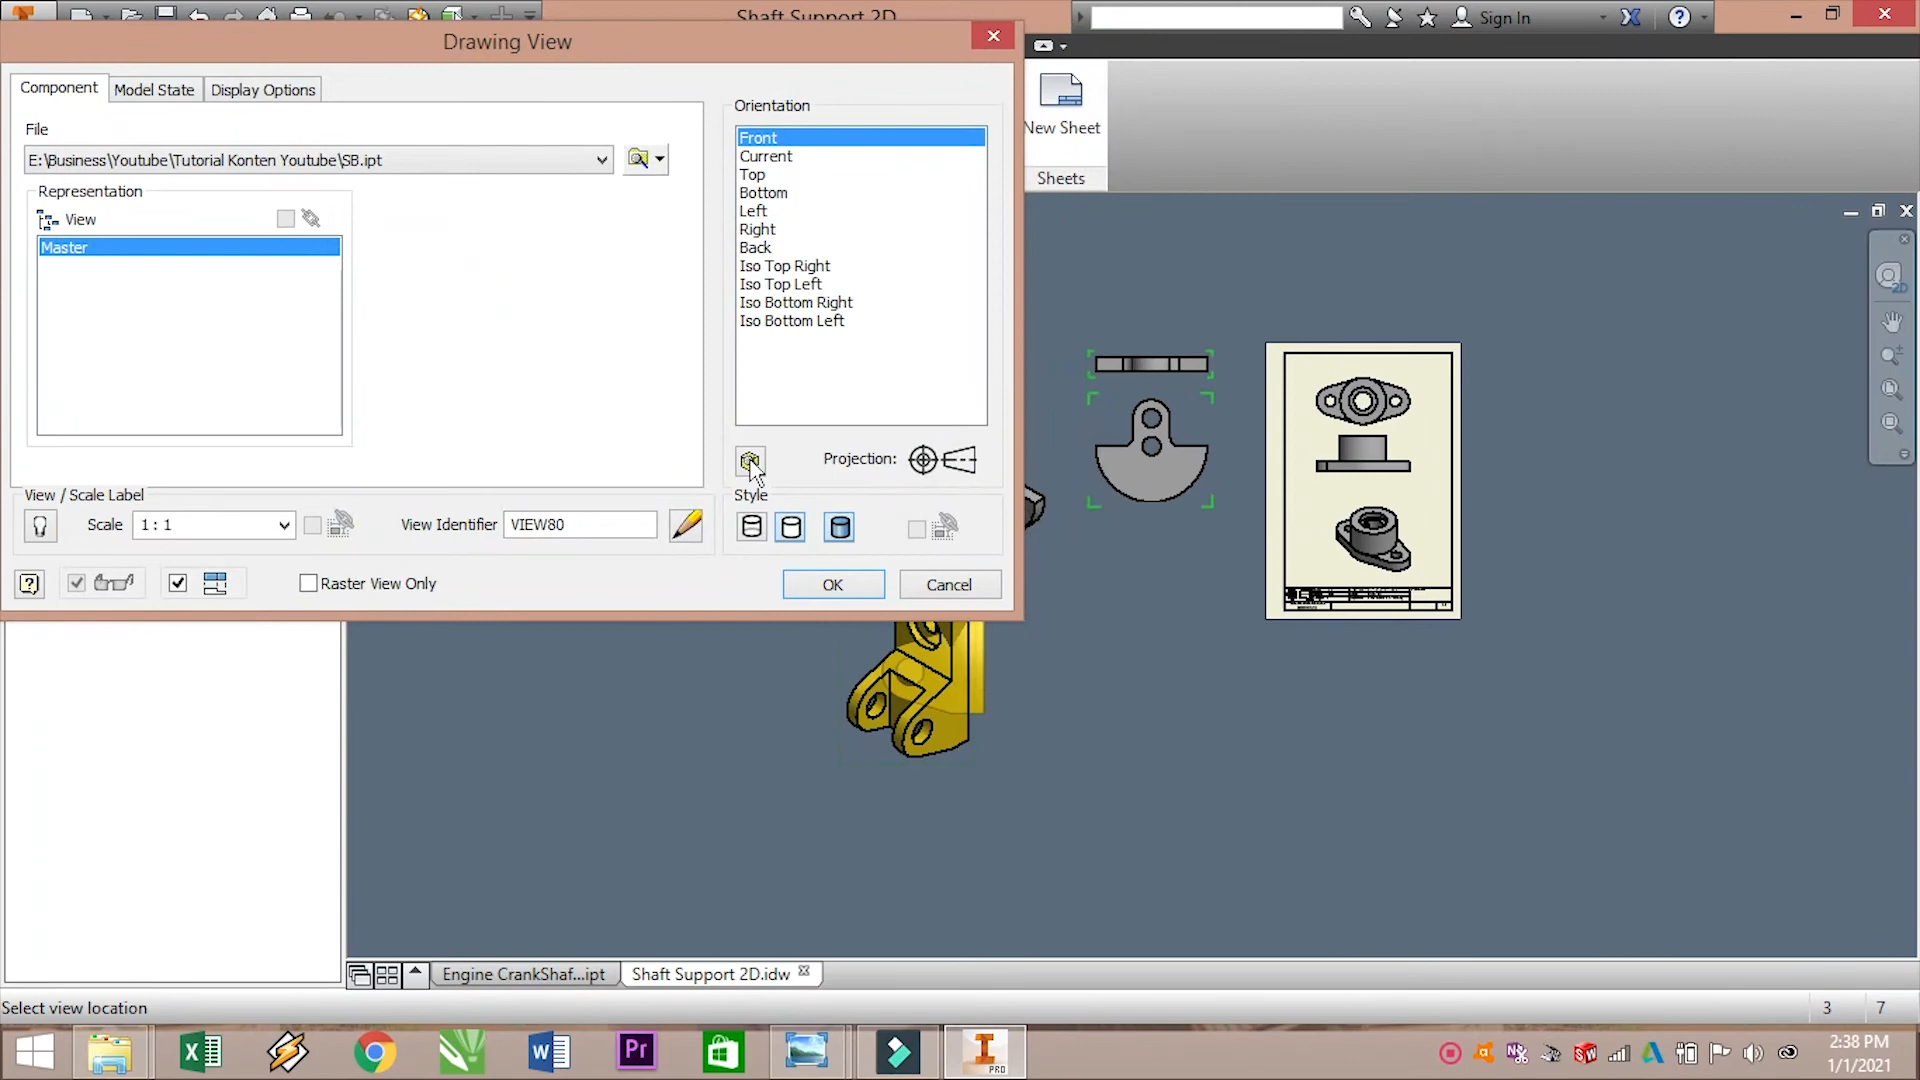 Shaft Support 2D
Sign In
Drawing View
Component
Model State
Display Options
File
E:\Business\Youtube\Tutorial Konten Youtube\SB.ipt
Representation
View
Master
Orientation
Front
Current
Top
Bottom
Left
Right
Back
Iso Top Right
Iso Top Left
Iso Bottom Right
Iso Bottom Left
Projection:
View / Scale Label
Scale
1 : 1
View Identifier
VIEW80
Style
Raster View Only
OK
Cancel
New Sheet
Sheets
2D
Engine CrankShaf...ipt
Shaft Support 2D.idw
Select view location
3
7
Pr
PRO
2:38 PM
1/1/2021